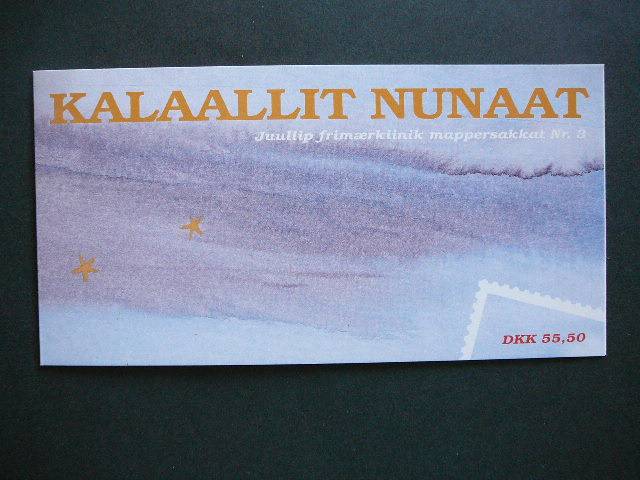 KALAALLIT NUNAAT
Juullip frimærkiinik mappersakkat Nr. 3
DKK 55,50